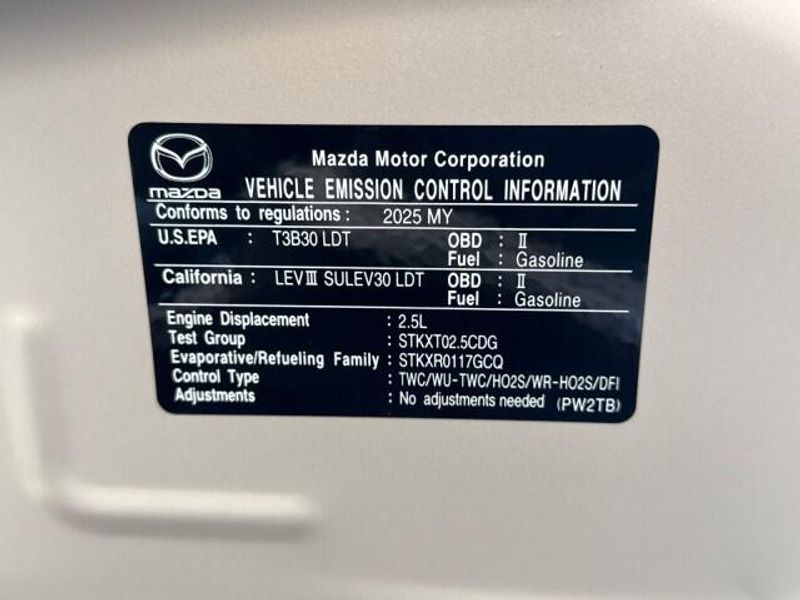 Mazda Motor Corporation
mazda VEHICLE EMISSION CONTROL INFORMATION
Conforms to regulations : 2025 MY
U.S.EPA : T3B30 LDT OBD : II
Fuel : Gasoline
California : LEVIII SULEV30 LDT OBD : II
Fuel : Gasoline
Engine Displacement : 2.5L
Test Group : STKXT02.5CDG
Evaporative/Refueling Family : STKXR0117GCQ
Control Type : TWC/WU-TWC/HO2S/WR-HO2S/DFI
Adjustments : No adjustments needed (PW2TB)